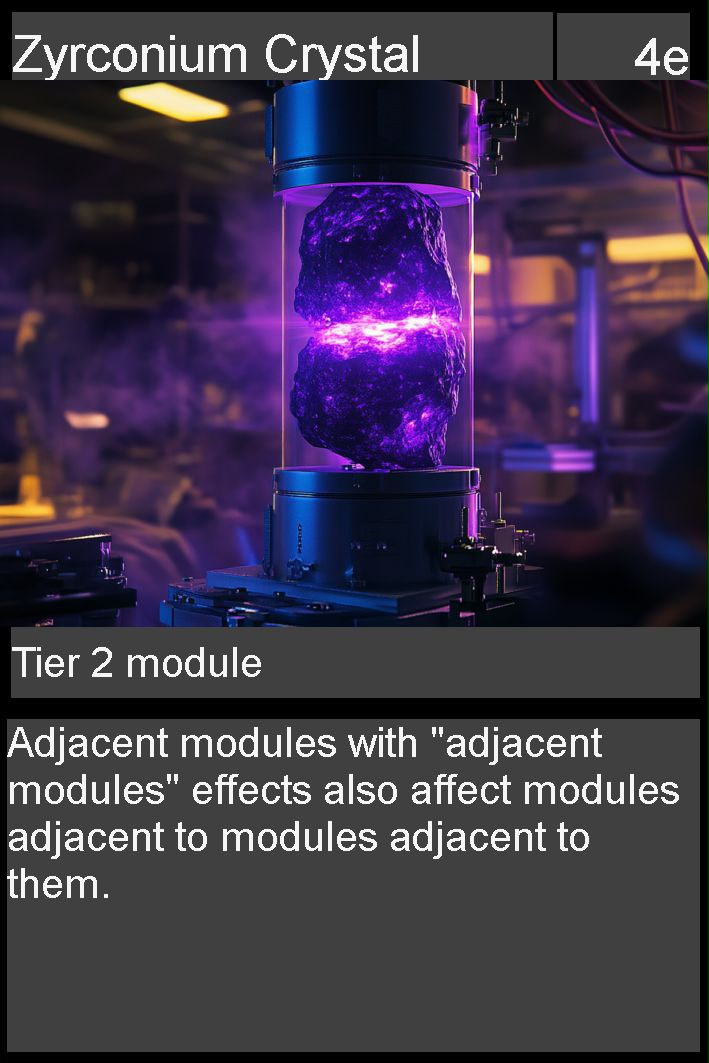 Zyrconium Crystal 4e
Tier 2 module
Adjacent modules with "adjacent
modules" effects also affect modules
adjacent to modules adjacent to
them.